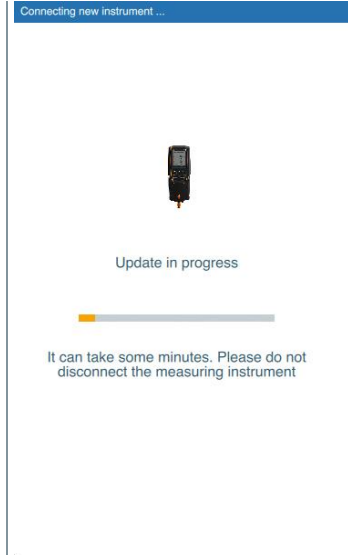 Connecting new instrument ...
Update in progress
It can take some minutes. Please do not
disconnect the measuring instrument